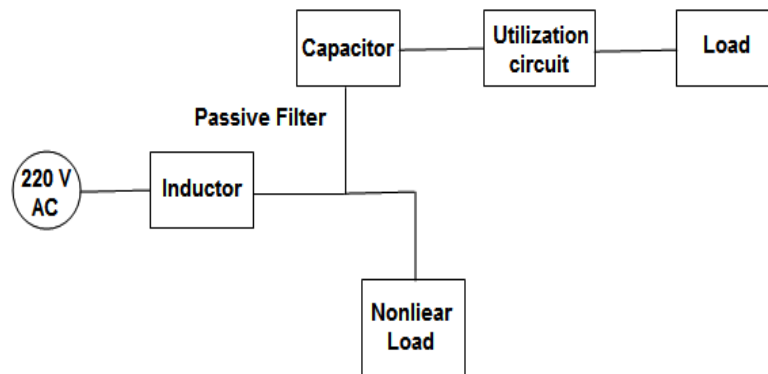 Capacitor
Utilization
circuit
Load
Passive Filter
220 V
AC
Inductor
Nonliear
Load